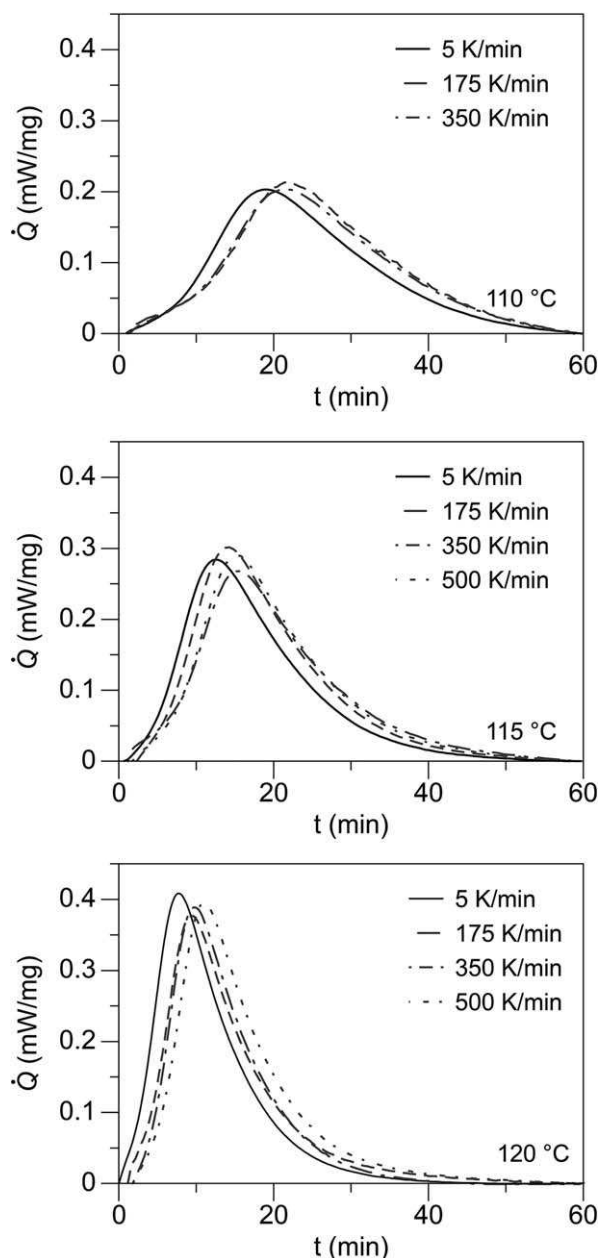 0.4
0.3
0.2
0.1
0
Q̇ (mW/mg)
5 K/min
175 K/min
350 K/min
110 °C
0
20
40
60
t (min)
0.4
0.3
0.2
0.1
0
Q̇ (mW/mg)
5 K/min
175 K/min
350 K/min
500 K/min
115 °C
0
20
40
60
t (min)
0.4
0.3
0.2
0.1
0
Q̇ (mW/mg)
5 K/min
175 K/min
350 K/min
500 K/min
120 °C
0
20
40
60
t (min)